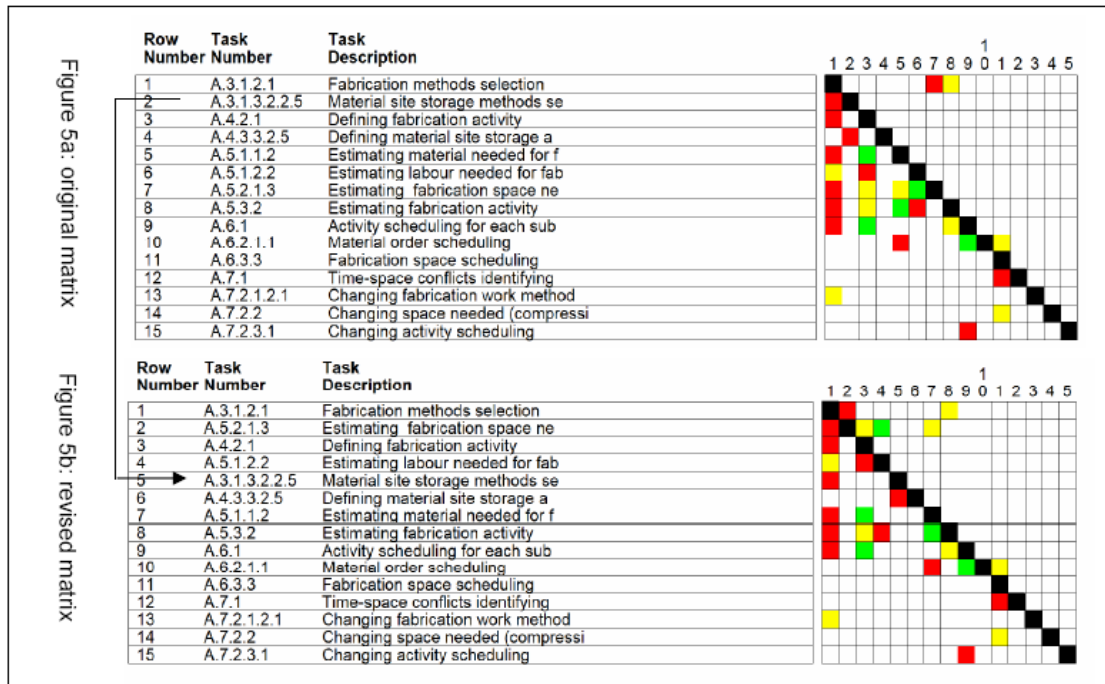 Figure 5a: original matrix
Row Number Task Number Task Description
1
1 2 3 4 5 6 7 8 9 0 1 2 3 4 5
1 A.3.1.2.1 Fabrication methods selection
2 A.3.1.3.2.2.5 Material site storage methods se
3 A.4.2.1 Defining fabrication activity
4 A.4.3.3.2.5 Defining material site storage a
5 A.5.1.1.2 Estimating material needed for f
6 A.5.1.2.2 Estimating labour needed for fab
7 A.5.2.1.3 Estimating fabrication space ne
8 A.5.3.2 Estimating fabrication activity
9 A.6.1 Activity scheduling for each sub
10 A.6.2.1.1 Material order scheduling
11 A.6.3.3 Fabrication space scheduling
12 A.7.1 Time-space conflicts identifying
13 A.7.2.1.2.1 Changing fabrication work method
14 A.7.2.2 Changing space needed (compressi
15 A.7.2.3.1 Changing activity scheduling
Figure 5b: revised matrix
Row Number Task Number Task Description
1
1 2 3 4 5 6 7 8 9 0 1 2 3 4 5
1 A.3.1.2.1 Fabrication methods selection
2 A.5.2.1.3 Estimating fabrication space ne
3 A.4.2.1 Defining fabrication activity
4 A.5.1.2.2 Estimating labour needed for fab
5 A.3.1.3.2.2.5 Material site storage methods se
6 A.4.3.3.2.5 Defining material site storage a
7 A.5.1.1.2 Estimating material needed for f
8 A.5.3.2 Estimating fabrication activity
9 A.6.1 Activity scheduling for each sub
10 A.6.2.1.1 Material order scheduling
11 A.6.3.3 Fabrication space scheduling
12 A.7.1 Time-space conflicts identifying
13 A.7.2.1.2.1 Changing fabrication work method
14 A.7.2.2 Changing space needed (compressi
15 A.7.2.3.1 Changing activity scheduling